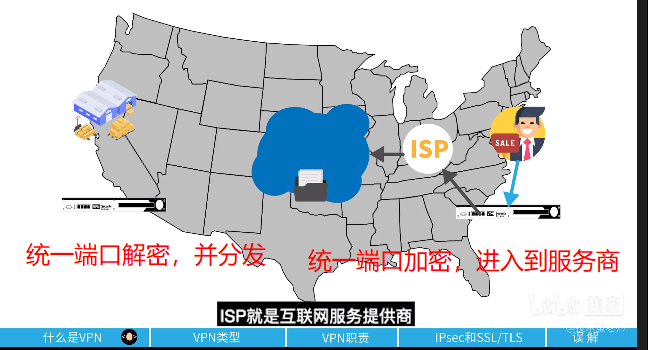 ISP
SALE
统一端口解密，并分发
统一端口加密，进入到服务商
ISP就是互联网服务提供商
什么是VPN
VPN类型
VPN职责
IPsec和SSL/TLS
误 解